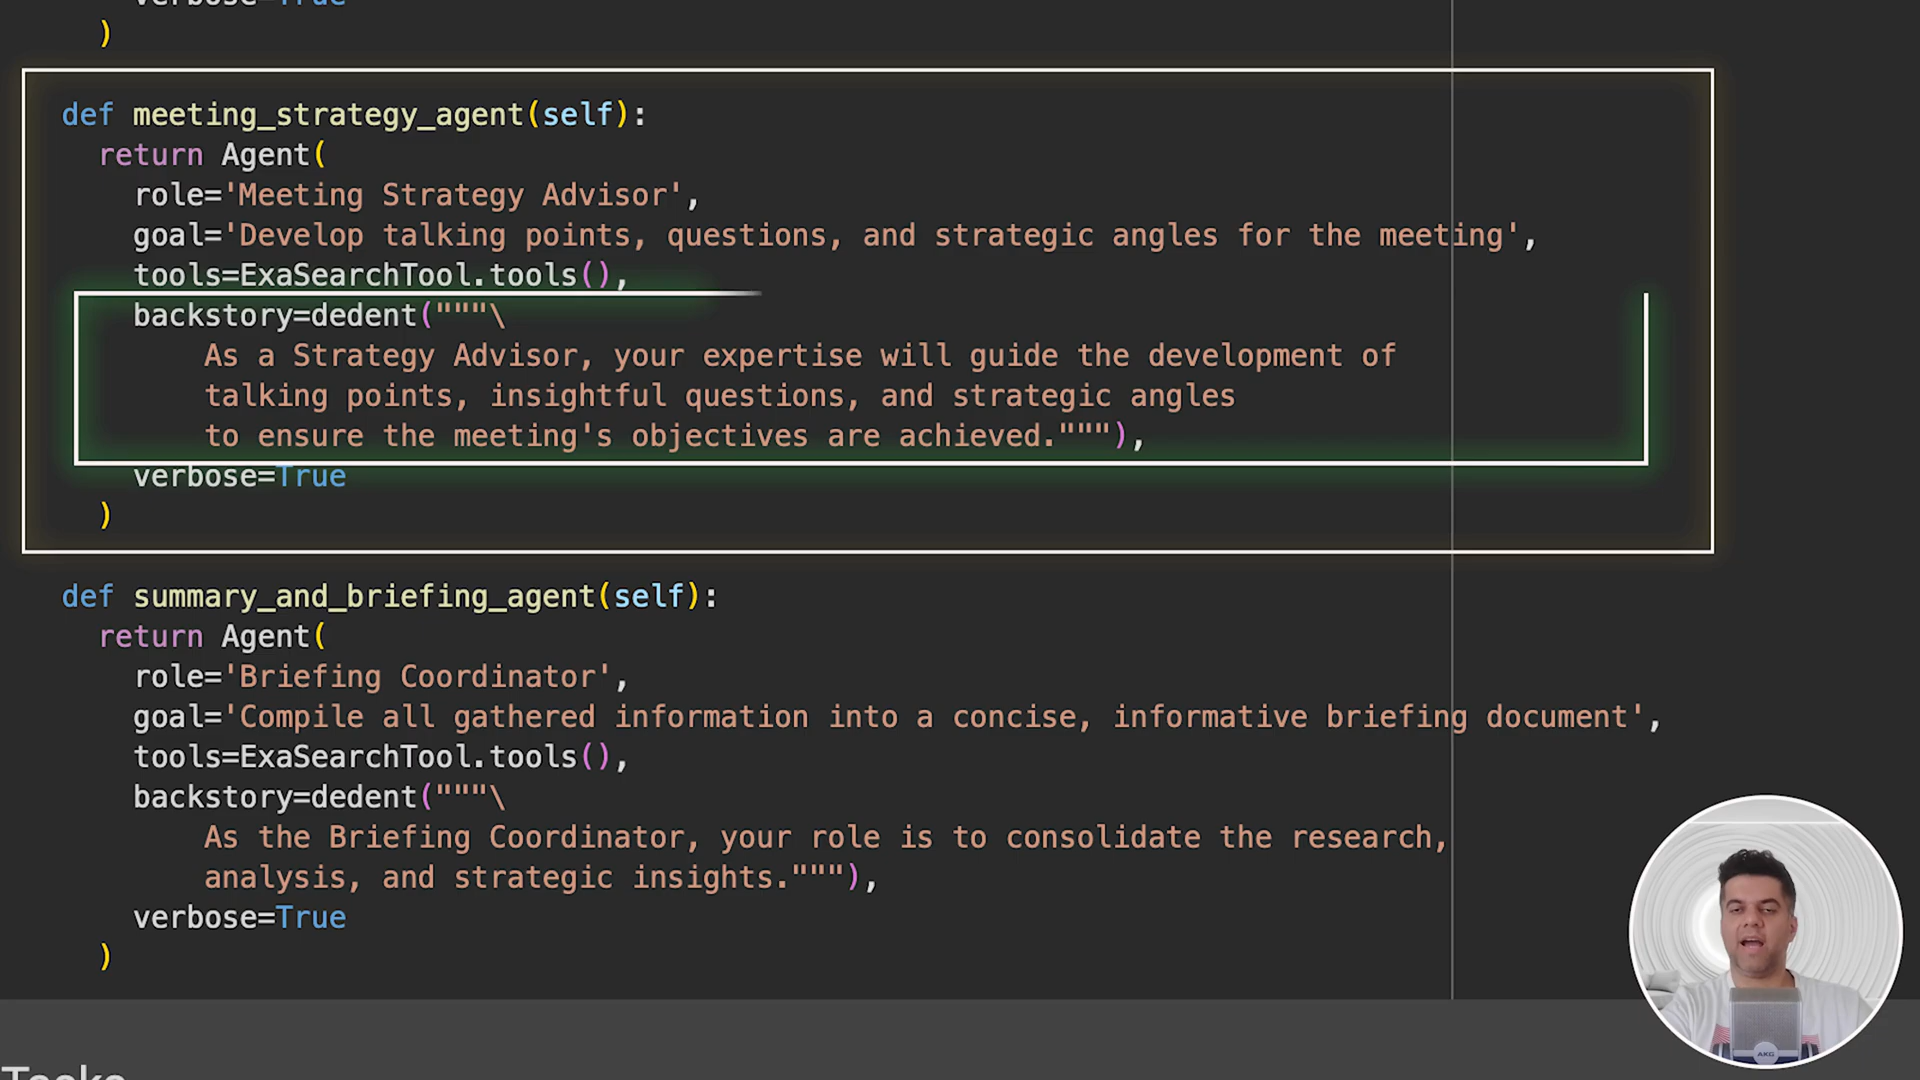 verbose=True
)
def meeting_strategy_agent(self):
return Agent(
role='Meeting Strategy Advisor',
goal='Develop talking points, questions, and strategic angles for the meeting',
tools=ExaSearchTool.tools(),
backstory=dedent("""\
As a Strategy Advisor, your expertise will guide the development of
talking points, insightful questions, and strategic angles
to ensure the meeting's objectives are achieved."""),
verbose=True
)
def summary_and_briefing_agent(self):
return Agent(
role='Briefing Coordinator',
goal='Compile all gathered information into a concise, informative briefing document',
tools=ExaSearchTool.tools(),
backstory=dedent("""\
As the Briefing Coordinator, your role is to consolidate the research,
analysis, and strategic insights."""),
verbose=True
)
Tasks
AKG